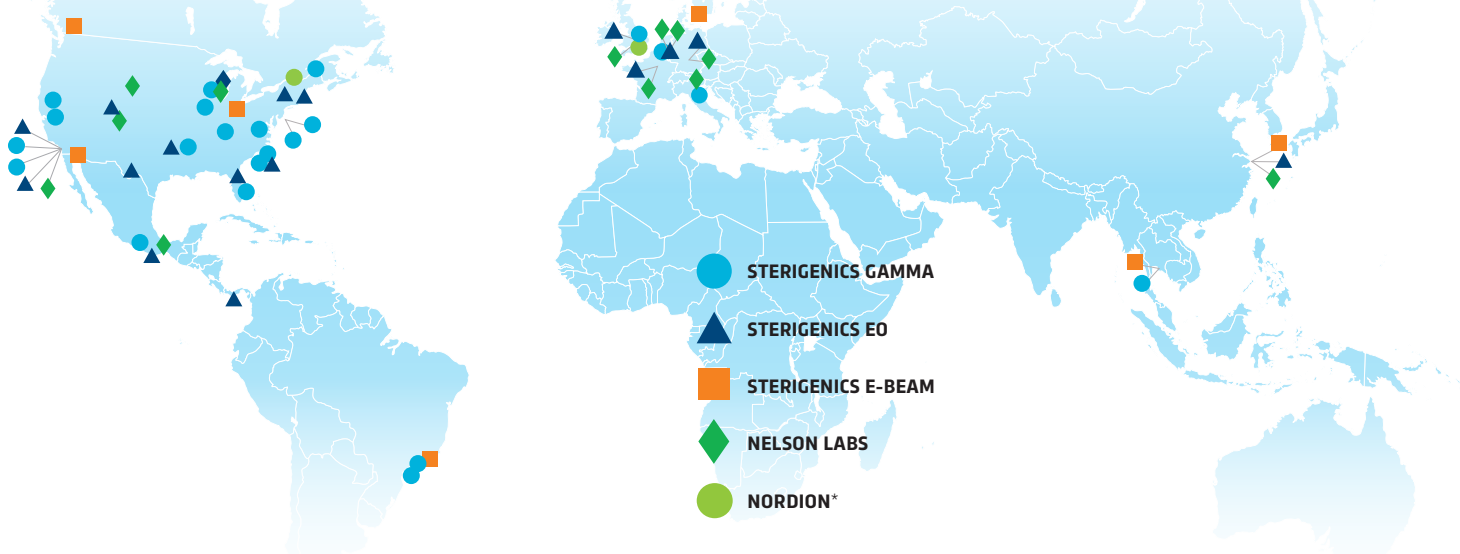 STERIGENICS GAMMA
STERIGENICS EO
STERIGENICS E-BEAM
NELSON LABS
NORDION*